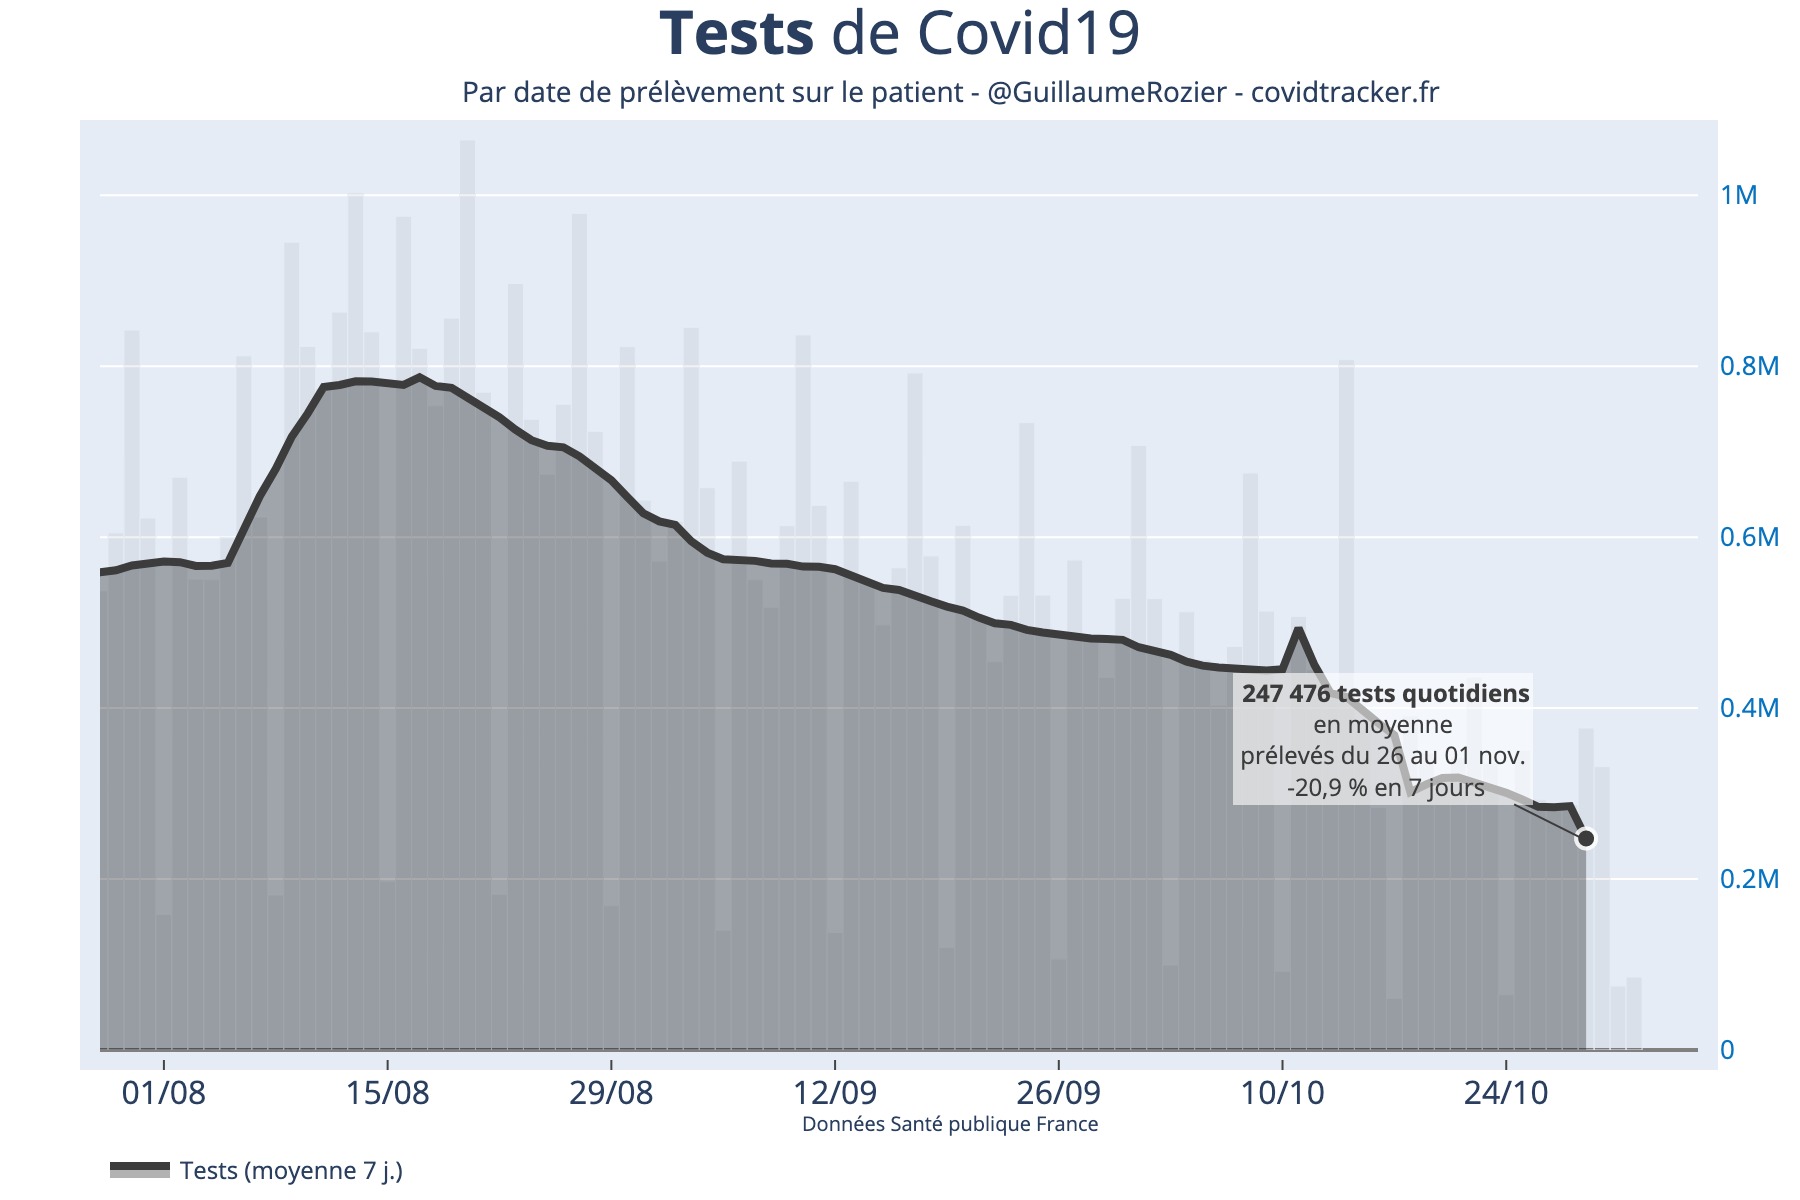 Tests de Covid19
Par date de prélèvement sur le patient - @GuillaumeRozier - covidtracker.fr
1M
0.8M
0.6M
0.4M
0.2M
0
247 476 tests quotidiens
en moyenne
prélevés du 26 au 01 nov.
-20,9 % en 7 jours
01/08
15/08
29/08
12/09
26/09
10/10
24/10
Données Santé publique France
Tests (moyenne 7 j.)